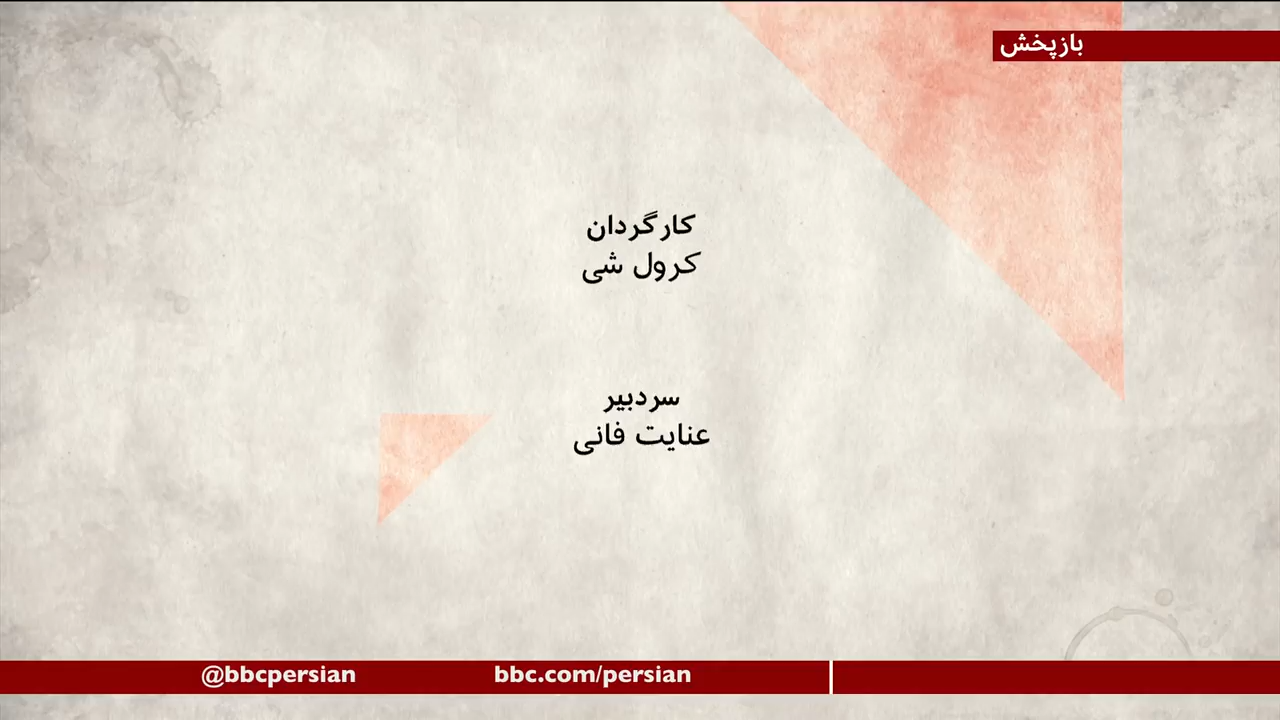 بازپخش
کارگردان
کرول شی
سردبیر
عنایت فانی
@bbcpersian bbc.com/persian